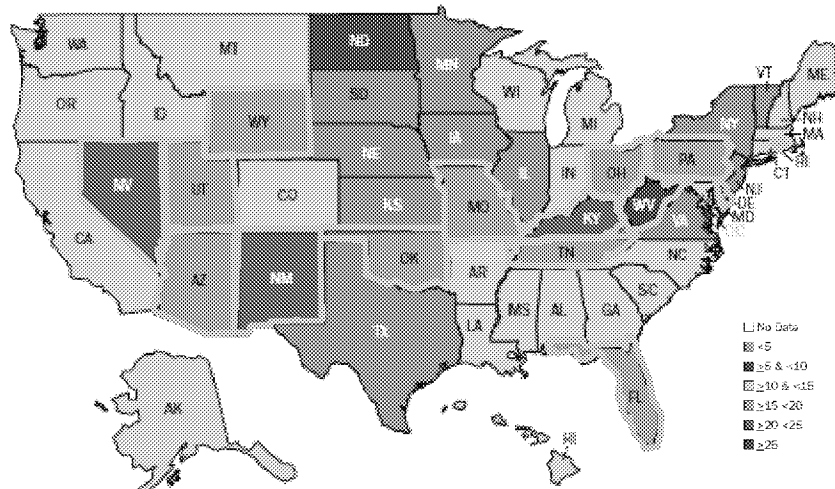 WA
MT
ND
MN
VT
ME
OR
ID
SD
WI
MI
NY
NH
MA
WY
IA
PA
RI
CT
NE
NV
UT
CO
IL
IN
OH
NJ
DE
MD
WV
VA
KS
MO
KY
CA
NC
AZ
NM
OK
AR
TN
SC
MS
AL
GA
LA
FL
AK
HI
No Data
<5
≥5 & <10
≥10 & <15
≥15 <20
≥20 <25
≥25